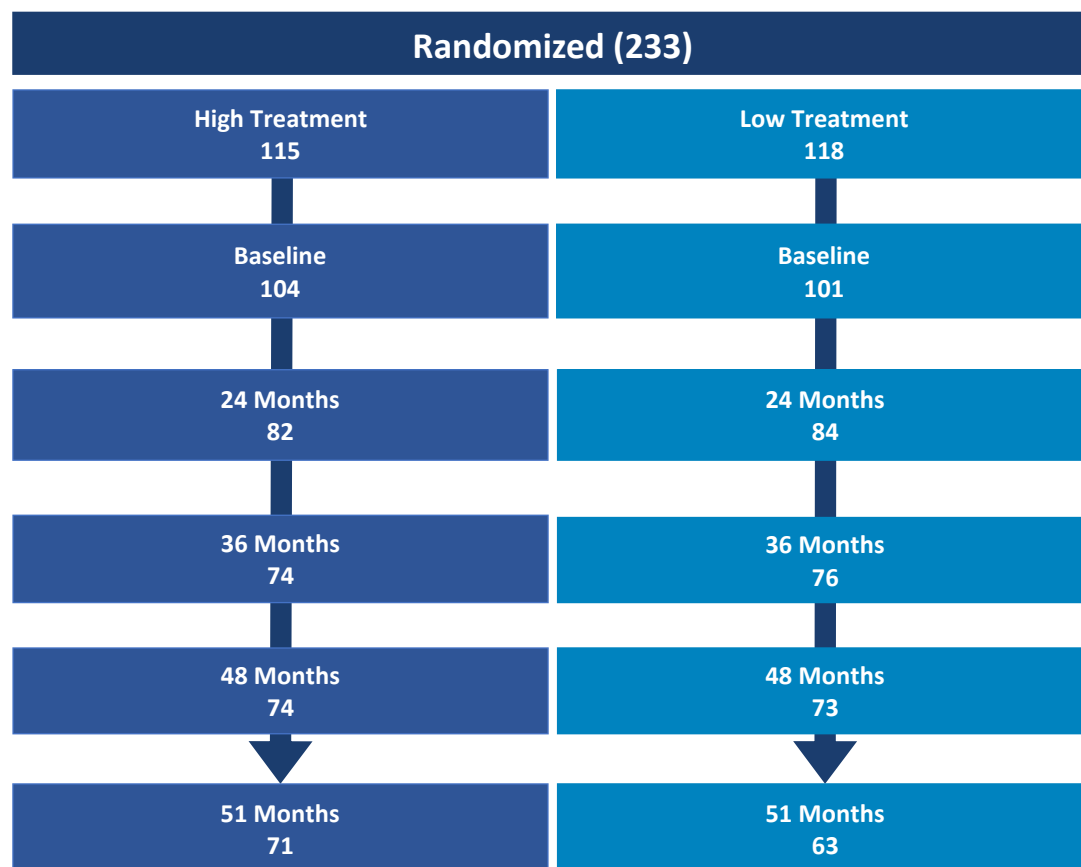 Randomized (233)
High Treatment
115
Low Treatment
118
Baseline
104
Baseline
101
24 Months
82
24 Months
84
36 Months
74
36 Months
76
48 Months
74
48 Months
73
51 Months
71
51 Months
63